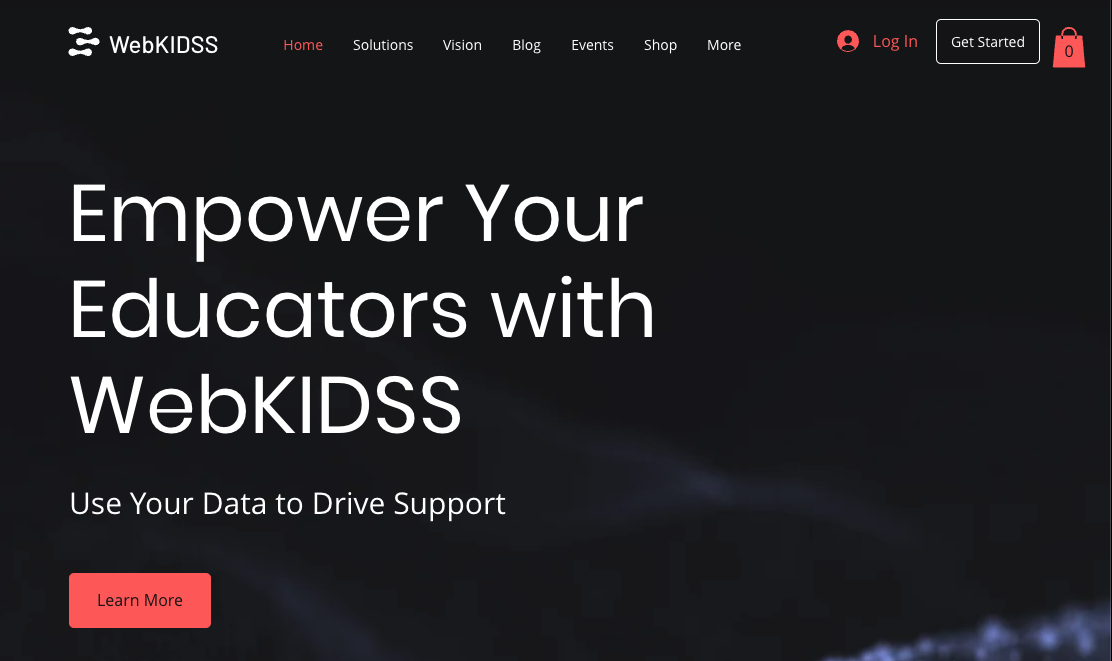 WebKIDSS
Home Solutions Vision Blog Events Shop More
Log In
Get Started
0
Empower Your
Educators with
WebKIDSS
Use Your Data to Drive Support
Learn More